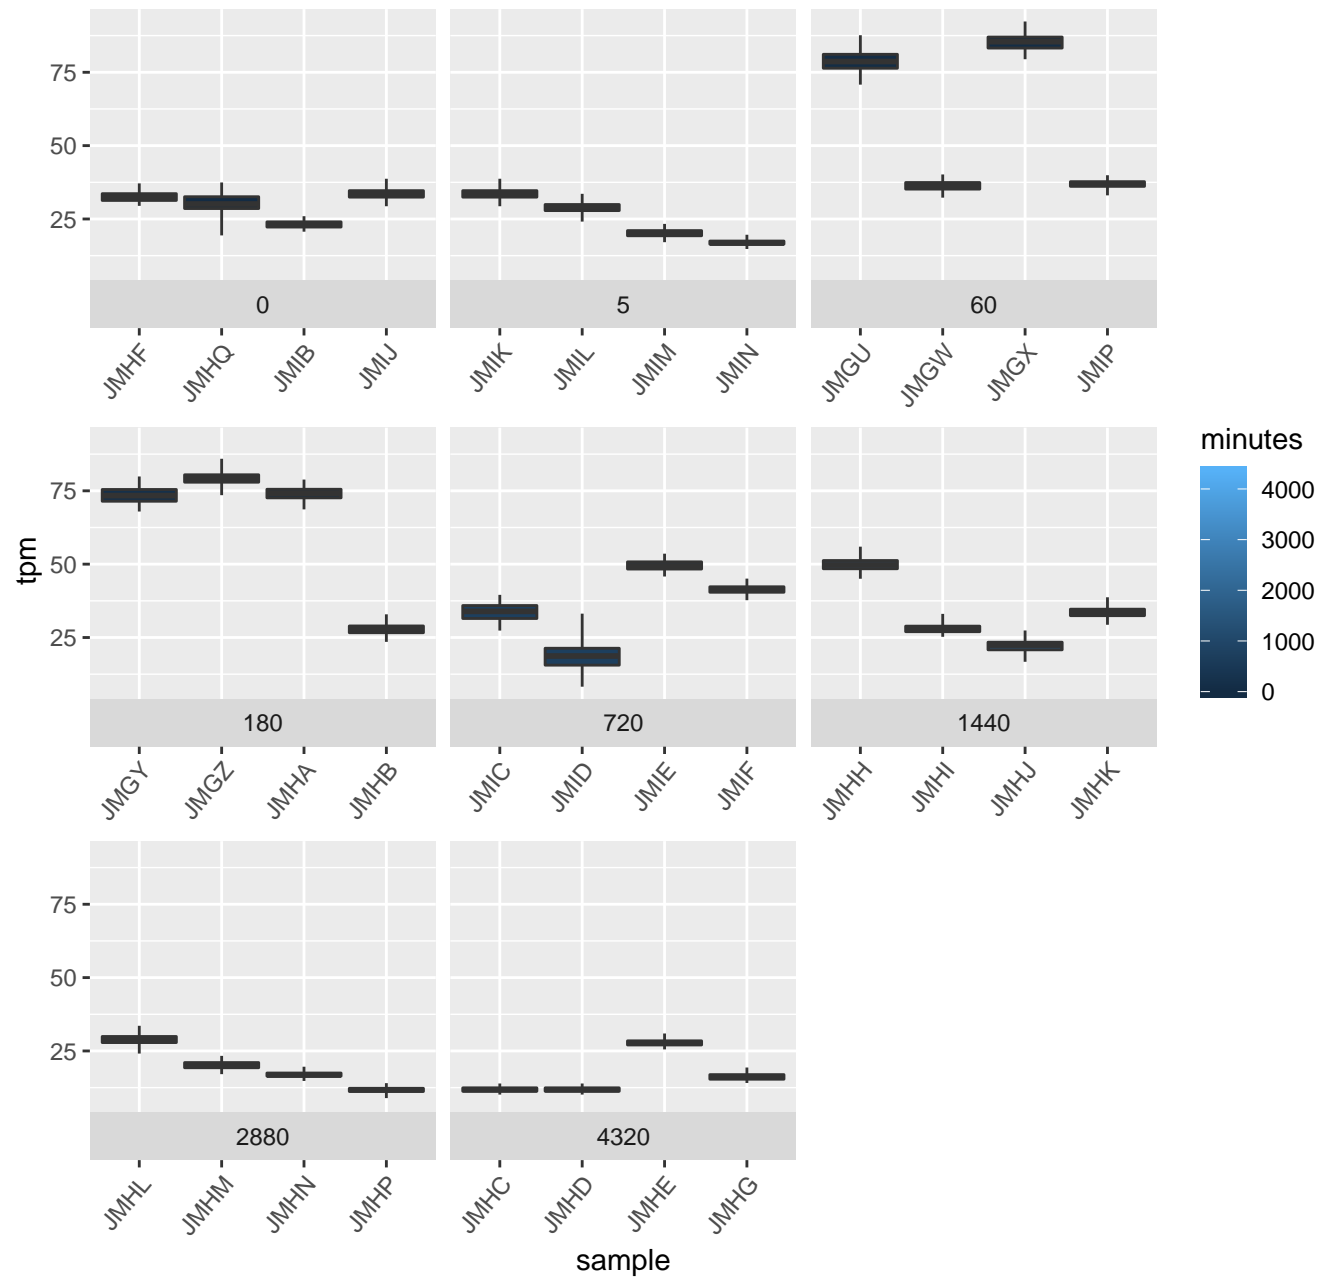 75
50
25
0
5
60
JMHF
JMHQ
JMIB
JMIJ
JMIK
JMIL
JMIM
JMIN
JMGU
JMGW
JMGX
JMIP
75
50
25
180
720
1440
JMGY
JMGZ
JMHA
JMHB
JMIC
JMID
JMIE
JMIF
JMHH
JMHI
JMHJ
JMHK
75
50
25
2880
4320
JMHL
JMHM
JMHN
JMHP
JMHC
JMHD
JMHE
JMHG
tpm
sample
minutes
4000
3000
2000
1000
0